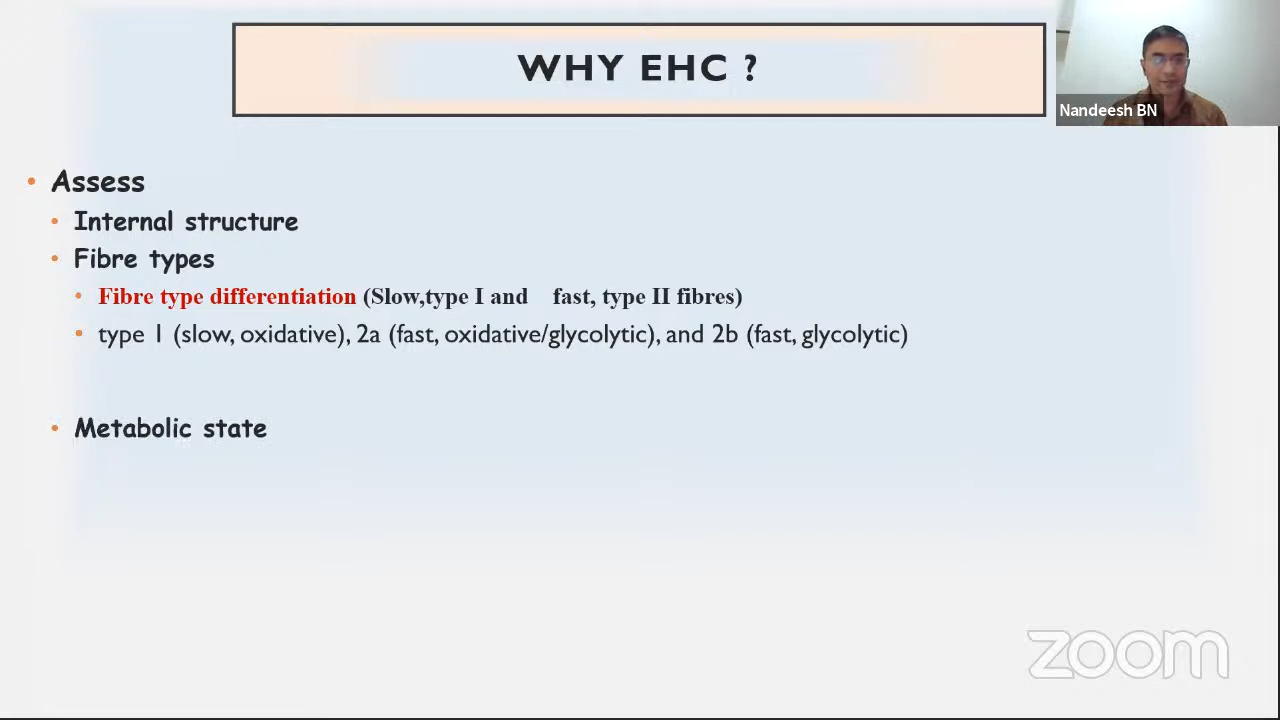 WHY EHC ?
Nandeesh BN
• Assess
• Internal structure
• Fibre types
• Fibre type differentiation (Slow,type I and fast, type II fibres)
• type 1 (slow, oxidative), 2a (fast, oxidative/glycolytic), and 2b (fast, glycolytic)
• Metabolic state
zoom